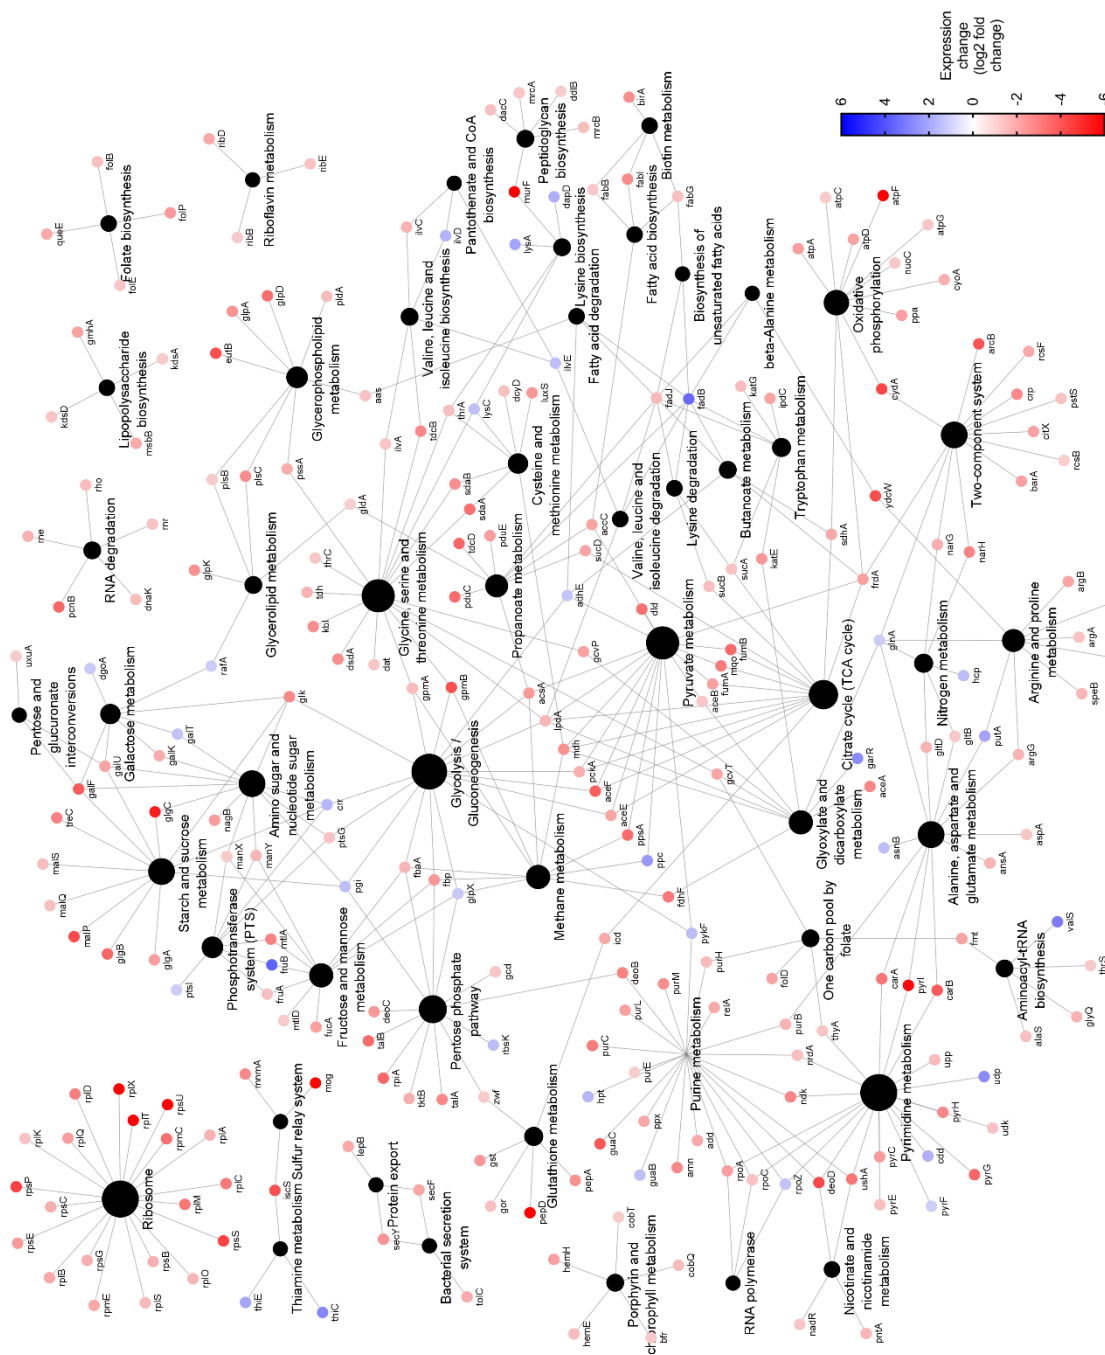 rpsP
rplK
rplD
rplX
rpsE
rpsC
rplQ
rplT
rpsU
rpmC
rplA
Ribosome
rplB
rpmE
rpsG
rplS
rpsB
rplO
rpsS
rplM
rplC
mnmA
mog
Sulfur relay system
iscS
Thiamine metabolism
thiE
thiC
lepB
Protein export
secF
secY
Bacterial secretion
system
tolC
ptsI
Phosphotransferase
system (PTS)
mtlA
fruB
fruA
mtlD
fucA
Fructose and mannose
metabolism
malP
malQ
malS
treC
glgB
glgA
glgC
Starch and sucrose
metabolism
nagB
manX
manY
ptsG
crr
pgi
Amino sugar and
nucleotide sugar
metabolism
galF
galU
galK
galT
dgoA
Galactose metabolism
uxuA
Pentose and
glucuronate
interconversions
glk
rafA
pcnB
rne
rho
rnr
dnaK
RNA degradation
kdsD
gmhA
kdsA
msbB
Lipopolysaccharide
biosynthesis
queE
folB
folP
folE
Folate biosynthesis
ribD
ribE
ribB
Riboflavin metabolism
glpK
Glycerolipid metabolism
plsB
plsC
pssA
eutB
glpA
glpD
pldA
aas
Glycerophospholipid
metabolism
gldA
thrC
tdh
kbl
dsdA
dat
Glycine, serine and
threonine metabolism
gpmA
gpmB
Glycolysis /
Gluconeogenesis
fbaA
fbp
glpX
deoC
talB
rpiA
tktB
talA
gcd
rbsK
zwf
Pentose phosphate
pathway
gst
gor
pepD
pepA
Glutathione metabolism
hemH
cobT
cobQ
hemE
bfr
Porphyrin and
chlorophyll metabolism
Methane metabolism
acsA
lpdA
mdh
pckA
aceF
aceE
ppsA
ppc
fdhF
pykF
icd
deoB
purM
purL
purC
purE
hpt
guaC
guaB
ppx
amn
add
relA
purH
purB
nrdA
Purine metabolism
rpoA
rpoC
rpoZ
RNA polymerase
deoD
ushA
nadR
pntA
Nicotinate and
nicotinamide
metabolism
ndk
thyA
folD
One carbon pool by
folate
carA
pyrI
carB
Pyrimidine metabolism
upp
udp
pyrH
udk
pyrC
cdd
pyrG
pyrE
pyrF
fmt
valS
thrS
glyQ
alaS
Aminoacyl-tRNA
biosynthesis
asnB
ansA
aspA
argG
Alanine, aspartate and
glutamate metabolism
gltD
gltB
putA
hcp
glnA
Nitrogen metabolism
argB
argA
speB
Arginine and proline
metabolism
garR
aceA
gcvT
Glyoxylate and
dicarboxylate
metabolism
Citrate cycle (TCA cycle)
fumB
mqo
fumA
aceB
dld
Pyruvate metabolism
gcvP
adhE
sucD
accC
sucB
sucA
Propanoate metabolism
pduC
tdcD
pduE
sdaA
sdaB
Cysteine and
methionine metabolism
thrA
lysC
dcyD
luxS
tdcB
ilvA
ilvC
ilvD
ilvE
Valine, leucine and
isoleucine biosynthesis
Pantothenate and CoA
biosynthesis
dacC
mrcA
ddlB
mrcB
murF
Peptidoglycan
biosynthesis
dapD
lysA
Lysine biosynthesis
Fatty acid degradation
fabB
fabI
fabG
birA
Biotin metabolism
Fatty acid biosynthesis
Biosynthesis of
unsaturated fatty acids
beta-Alanine metabolism
fadJ
fadB
Valine, leucine and
isoleucine degradation
Lysine degradation
Butanoate metabolism
katG
ipdC
katE
Tryptophan metabolism
sdhA
frdA
ydcW
atpC
atpA
atpF
atpD
atpG
nuoC
cyoA
ppa
cydA
Oxidative
phosphorylation
arcB
rcsF
crp
pstS
citX
rcsB
barA
narG
narH
Two-component system
Expression
change
(log2 fold
change)
6
4
2
0
-2
-4
-6